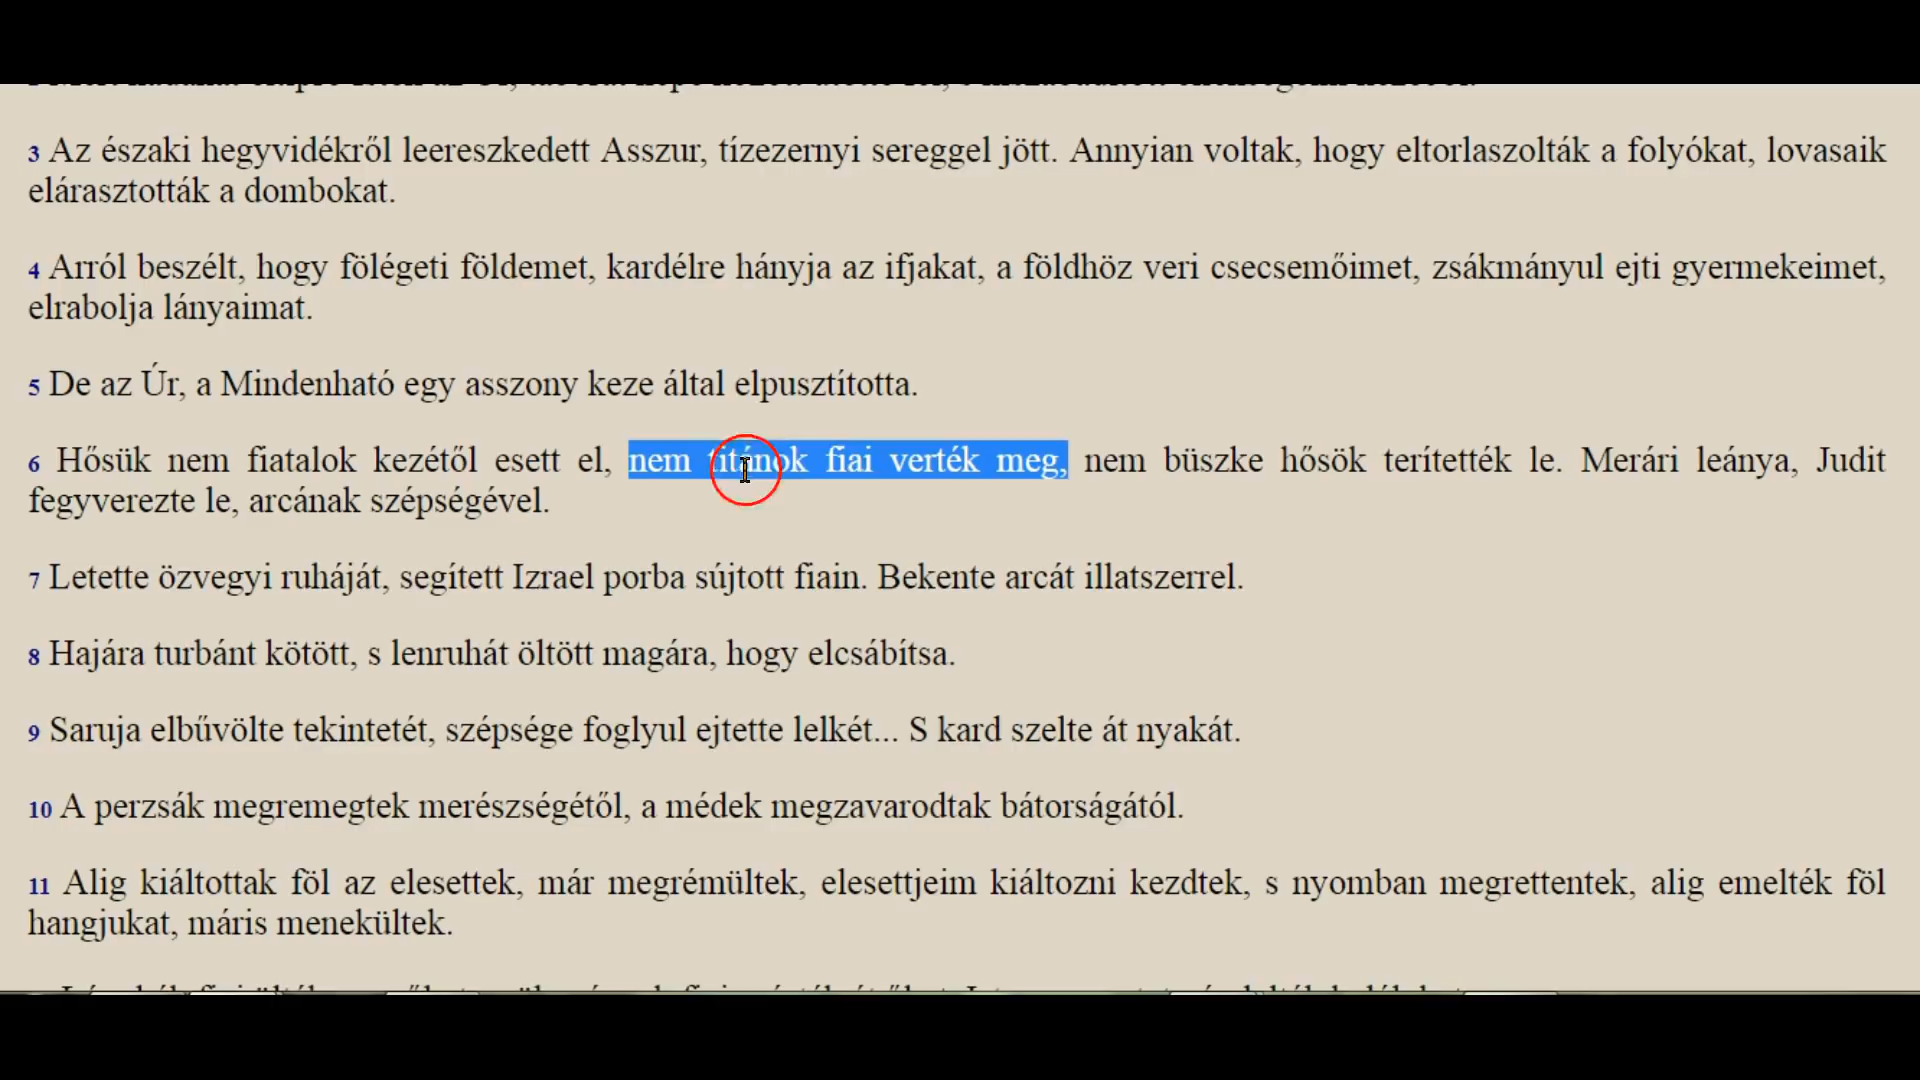 3 Az északi hegyvidékről leereszkedett Asszur, tízezernyi sereggel jött. Annyian voltak, hogy eltorlaszolták a folyókat, lovasaik
elárasztották a dombokat.
4 Arról beszélt, hogy fölégeti földemet, kardélre hányja az ifjakat, a földhöz veri csecsemőimet, zsákmányul ejti gyermekeimet,
elrabolja lányaimat.
5 De az Úr, a Mindenható egy asszony keze által elpusztította.
6 Hősük nem fiatalok kezétől esett el, nem titánok fiai verték meg, nem büszke hősök terítették le. Merári leánya, Judit
fegyverezte le, arcának szépségével.
7 Letette özvegyi ruháját, segített Izrael porba sújtott fiain. Bekente arcát illatszerrel.
8 Hajára turbánt kötött, s lenruhát öltött magára, hogy elcsábítsa.
9 Saruja elbűvölte tekintetét, szépsége foglyul ejtette lelkét... S kard szelte át nyakát.
10 A perzsák megremegtek merészségétől, a médek megzavarodtak bátorságától.
11 Alig kiáltottak föl az elesettek, már megrémültek, elesettjeim kiáltozni kezdtek, s nyomban megrettentek, alig emelték föl
hangjukat, máris menekültek.